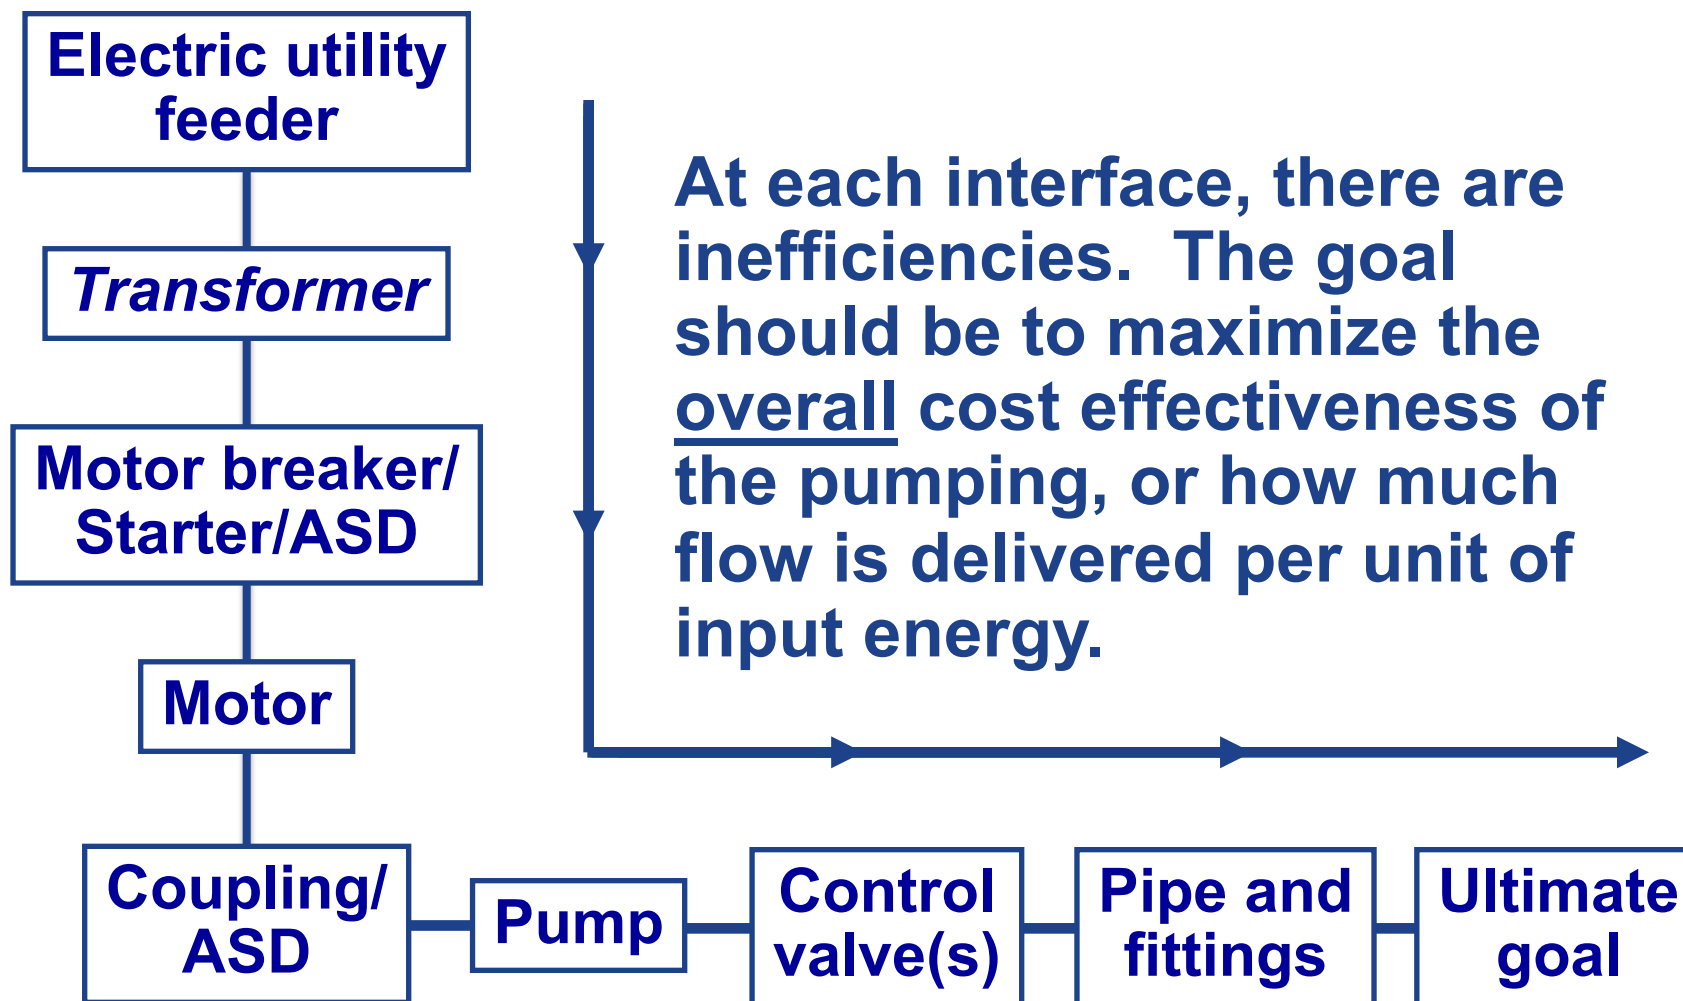 Electric utility
feeder
Transformer
Motor breaker/
Starter/ASD
Motor
Coupling/
ASD
Pump
Control
valve(s)
Pipe and
fittings
Ultimate
goal
At each interface, there are
inefficiencies.  The goal
should be to maximize the
overall cost effectiveness of
the pumping, or how much
flow is delivered per unit of
input energy.